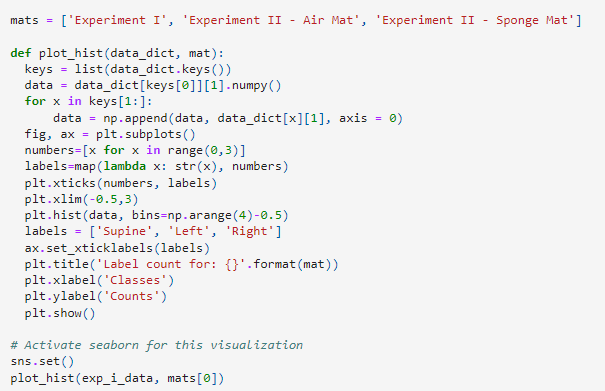 mats = ['Experiment I', 'Experiment II - Air Mat', 'Experiment II - Sponge Mat']

def plot_hist(data_dict, mat):
  keys = list(data_dict.keys())
  data = data_dict[keys[0]][1].numpy()
  for x in keys[1:]:
      data = np.append(data, data_dict[x][1], axis = 0)
  fig, ax = plt.subplots()
  numbers=[x for x in range(0,3)]
  labels=map(lambda x: str(x), numbers)
  plt.xticks(numbers, labels)
  plt.xlim(-0.5,3)
  plt.hist(data, bins=np.arange(4)-0.5)
  labels = ['Supine', 'Left', 'Right']
  ax.set_xticklabels(labels)
  plt.title('Label count for: {}'.format(mat))
  plt.xlabel('Classes')
  plt.ylabel('Counts')
  plt.show()

# Activate seaborn for this visualization
sns.set()
plot_hist(exp_i_data, mats[0])